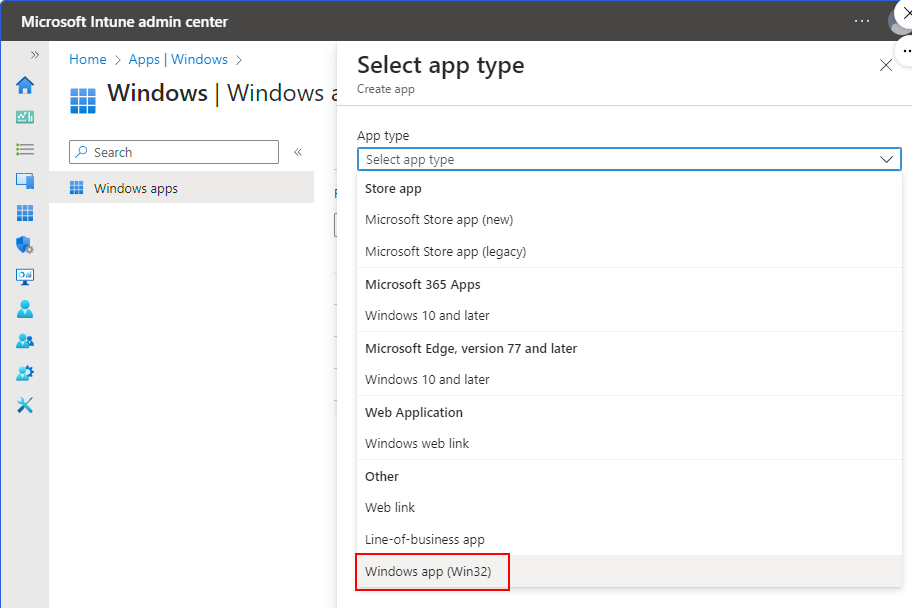 Microsoft Intune admin center
Home > Apps | Windows >
Windows | Windows a
Search
Windows apps
Select app type
Create app
App type
Select app type
Store app
Microsoft Store app (new)
Microsoft Store app (legacy)
Microsoft 365 Apps
Windows 10 and later
Microsoft Edge, version 77 and later
Windows 10 and later
Web Application
Windows web link
Other
Web link
Line-of-business app
Windows app (Win32)